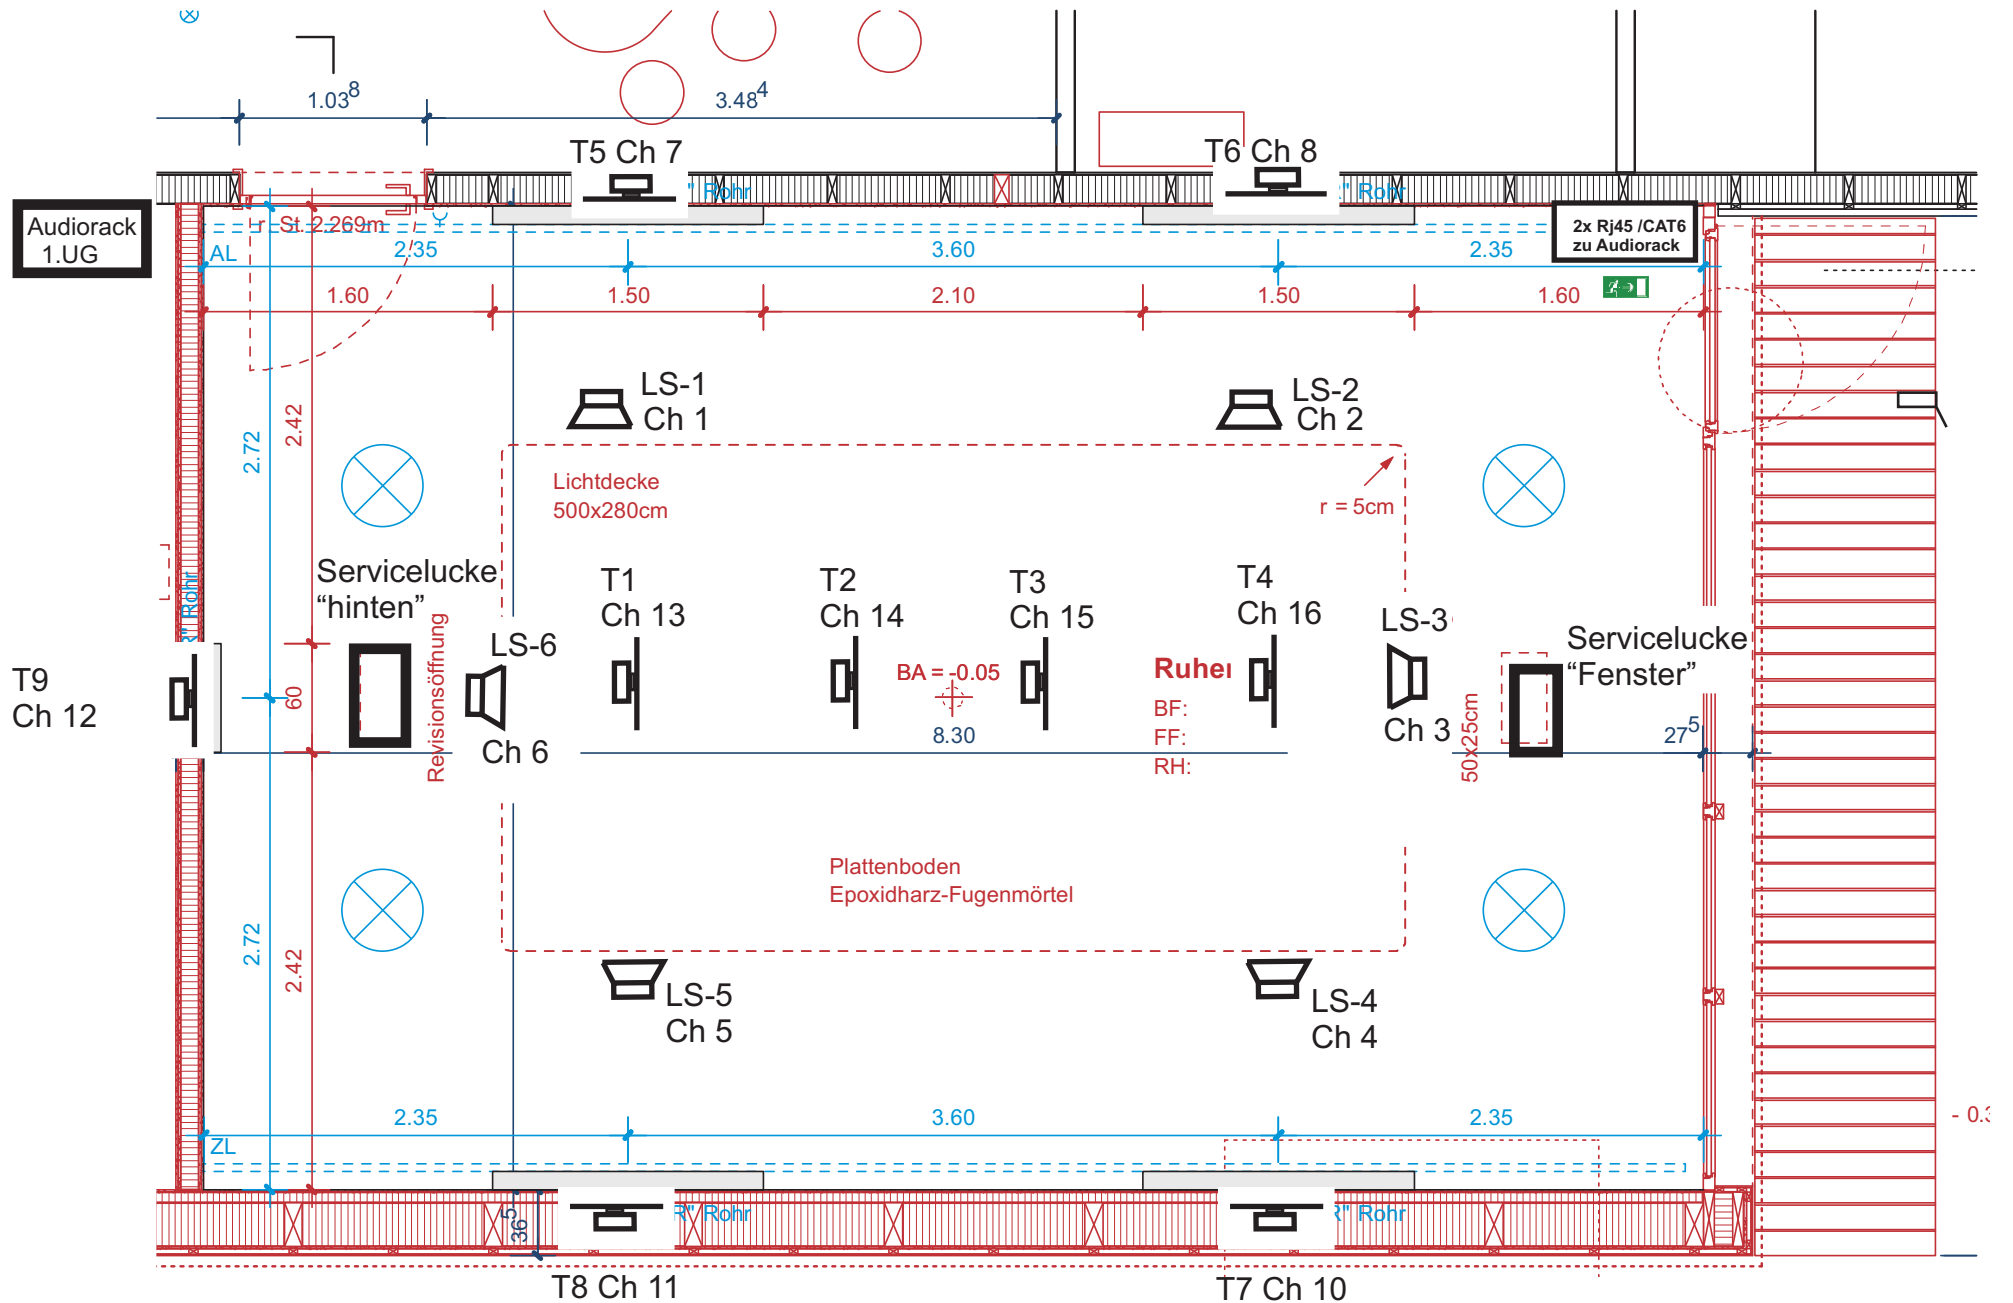 1.03⁸
3.48⁴
T5 Ch 7
T6 Ch 8
" Rohr
" Rohr
Audiorack
1.UG
St. 2.269m
2x Rj45 /CAT6
zu Audiorack
AL
2.35
3.60
2.35
1.60
1.50
2.10
1.50
1.60
LS-1
Ch 1
LS-2
Ch 2
2.42
2.72
Lichtdecke
500x280cm
r = 5cm
Servicelucke
“hinten”
T1
Ch 13
T2
Ch 14
T3
Ch 15
T4
Ch 16
" Rohr
Revisionsöffnung
LS-6
Ch 6
LS-3
Ch 3
Servicelucke
“Fenster”
T9
Ch 12
60
BA = -0.05
8.30
BF:
FF:
RH:
50x25cm
27⁵
Plattenboden
Epoxidharz-Fugenmörtel
2.72
2.42
LS-5
Ch 5
LS-4
Ch 4
2.35
3.60
2.35
ZL
36⁵
R" Rohr
" Rohr
T8 Ch 11
T7 Ch 10